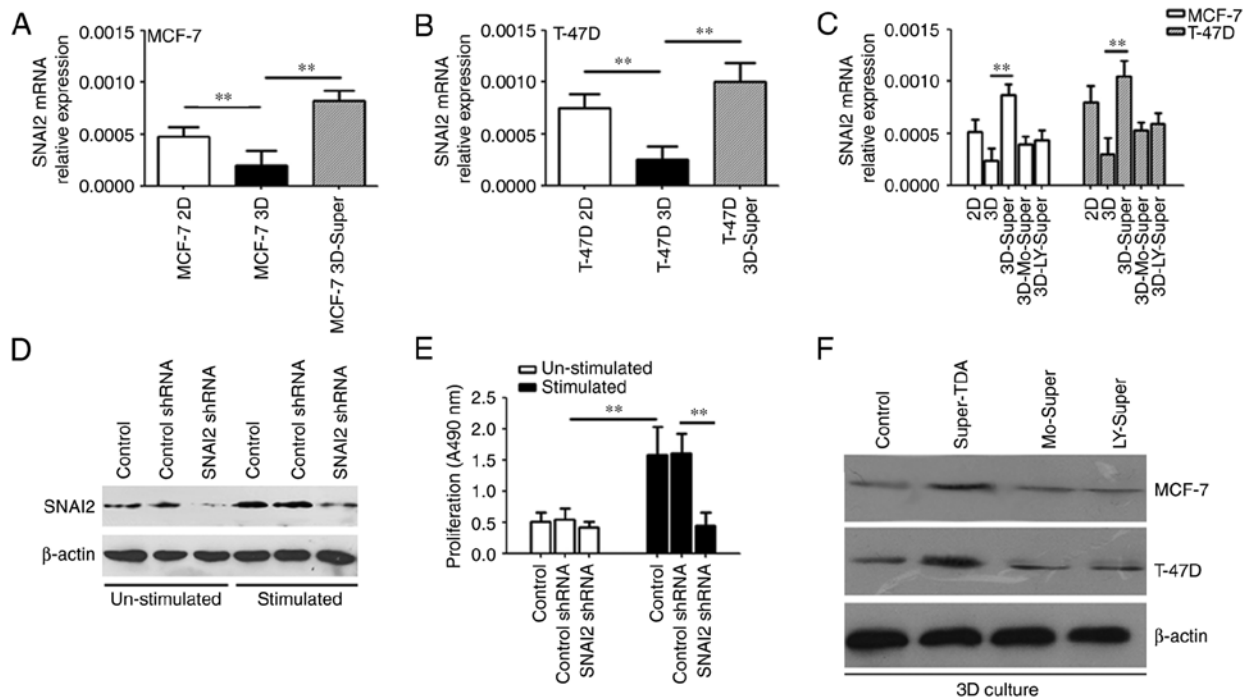 A
MCF-7
SNAI2 mRNA
relative expression
0.0015
0.0010
0.0005
0.0000
**
**
MCF-7 2D
MCF-7 3D
MCF-7 3D-Super
B
T-47D
SNAI2 mRNA
relative expression
0.0015
0.0010
0.0005
0.0000
**
**
T-47D 2D
T-47D 3D
T-47D
3D-Super
C
MCF-7
T-47D
SNAI2 mRNA
relative expression
0.0015
0.0010
0.0005
0.0000
**
**
2D
3D
3D-Super
3D-Mo-Super
3D-LY-Super
2D
3D
3D-Super
3D-Mo-Super
3D-LY-Super
D
Control
Control shRNA
SNAI2 shRNA
Control
Control shRNA
SNAI2 shRNA
SNAI2
β-actin
Un-stimulated
Stimulated
E
Un-stimulated
Stimulated
Proliferation (A490 nm)
2.5
2.0
1.5
1.0
0.5
0.0
**
**
Control
Control shRNA
SNAI2 shRNA
Control
Control shRNA
SNAI2 shRNA
F
Control
Super-TDA
Mo-Super
LY-Super
MCF-7
T-47D
β-actin
3D culture